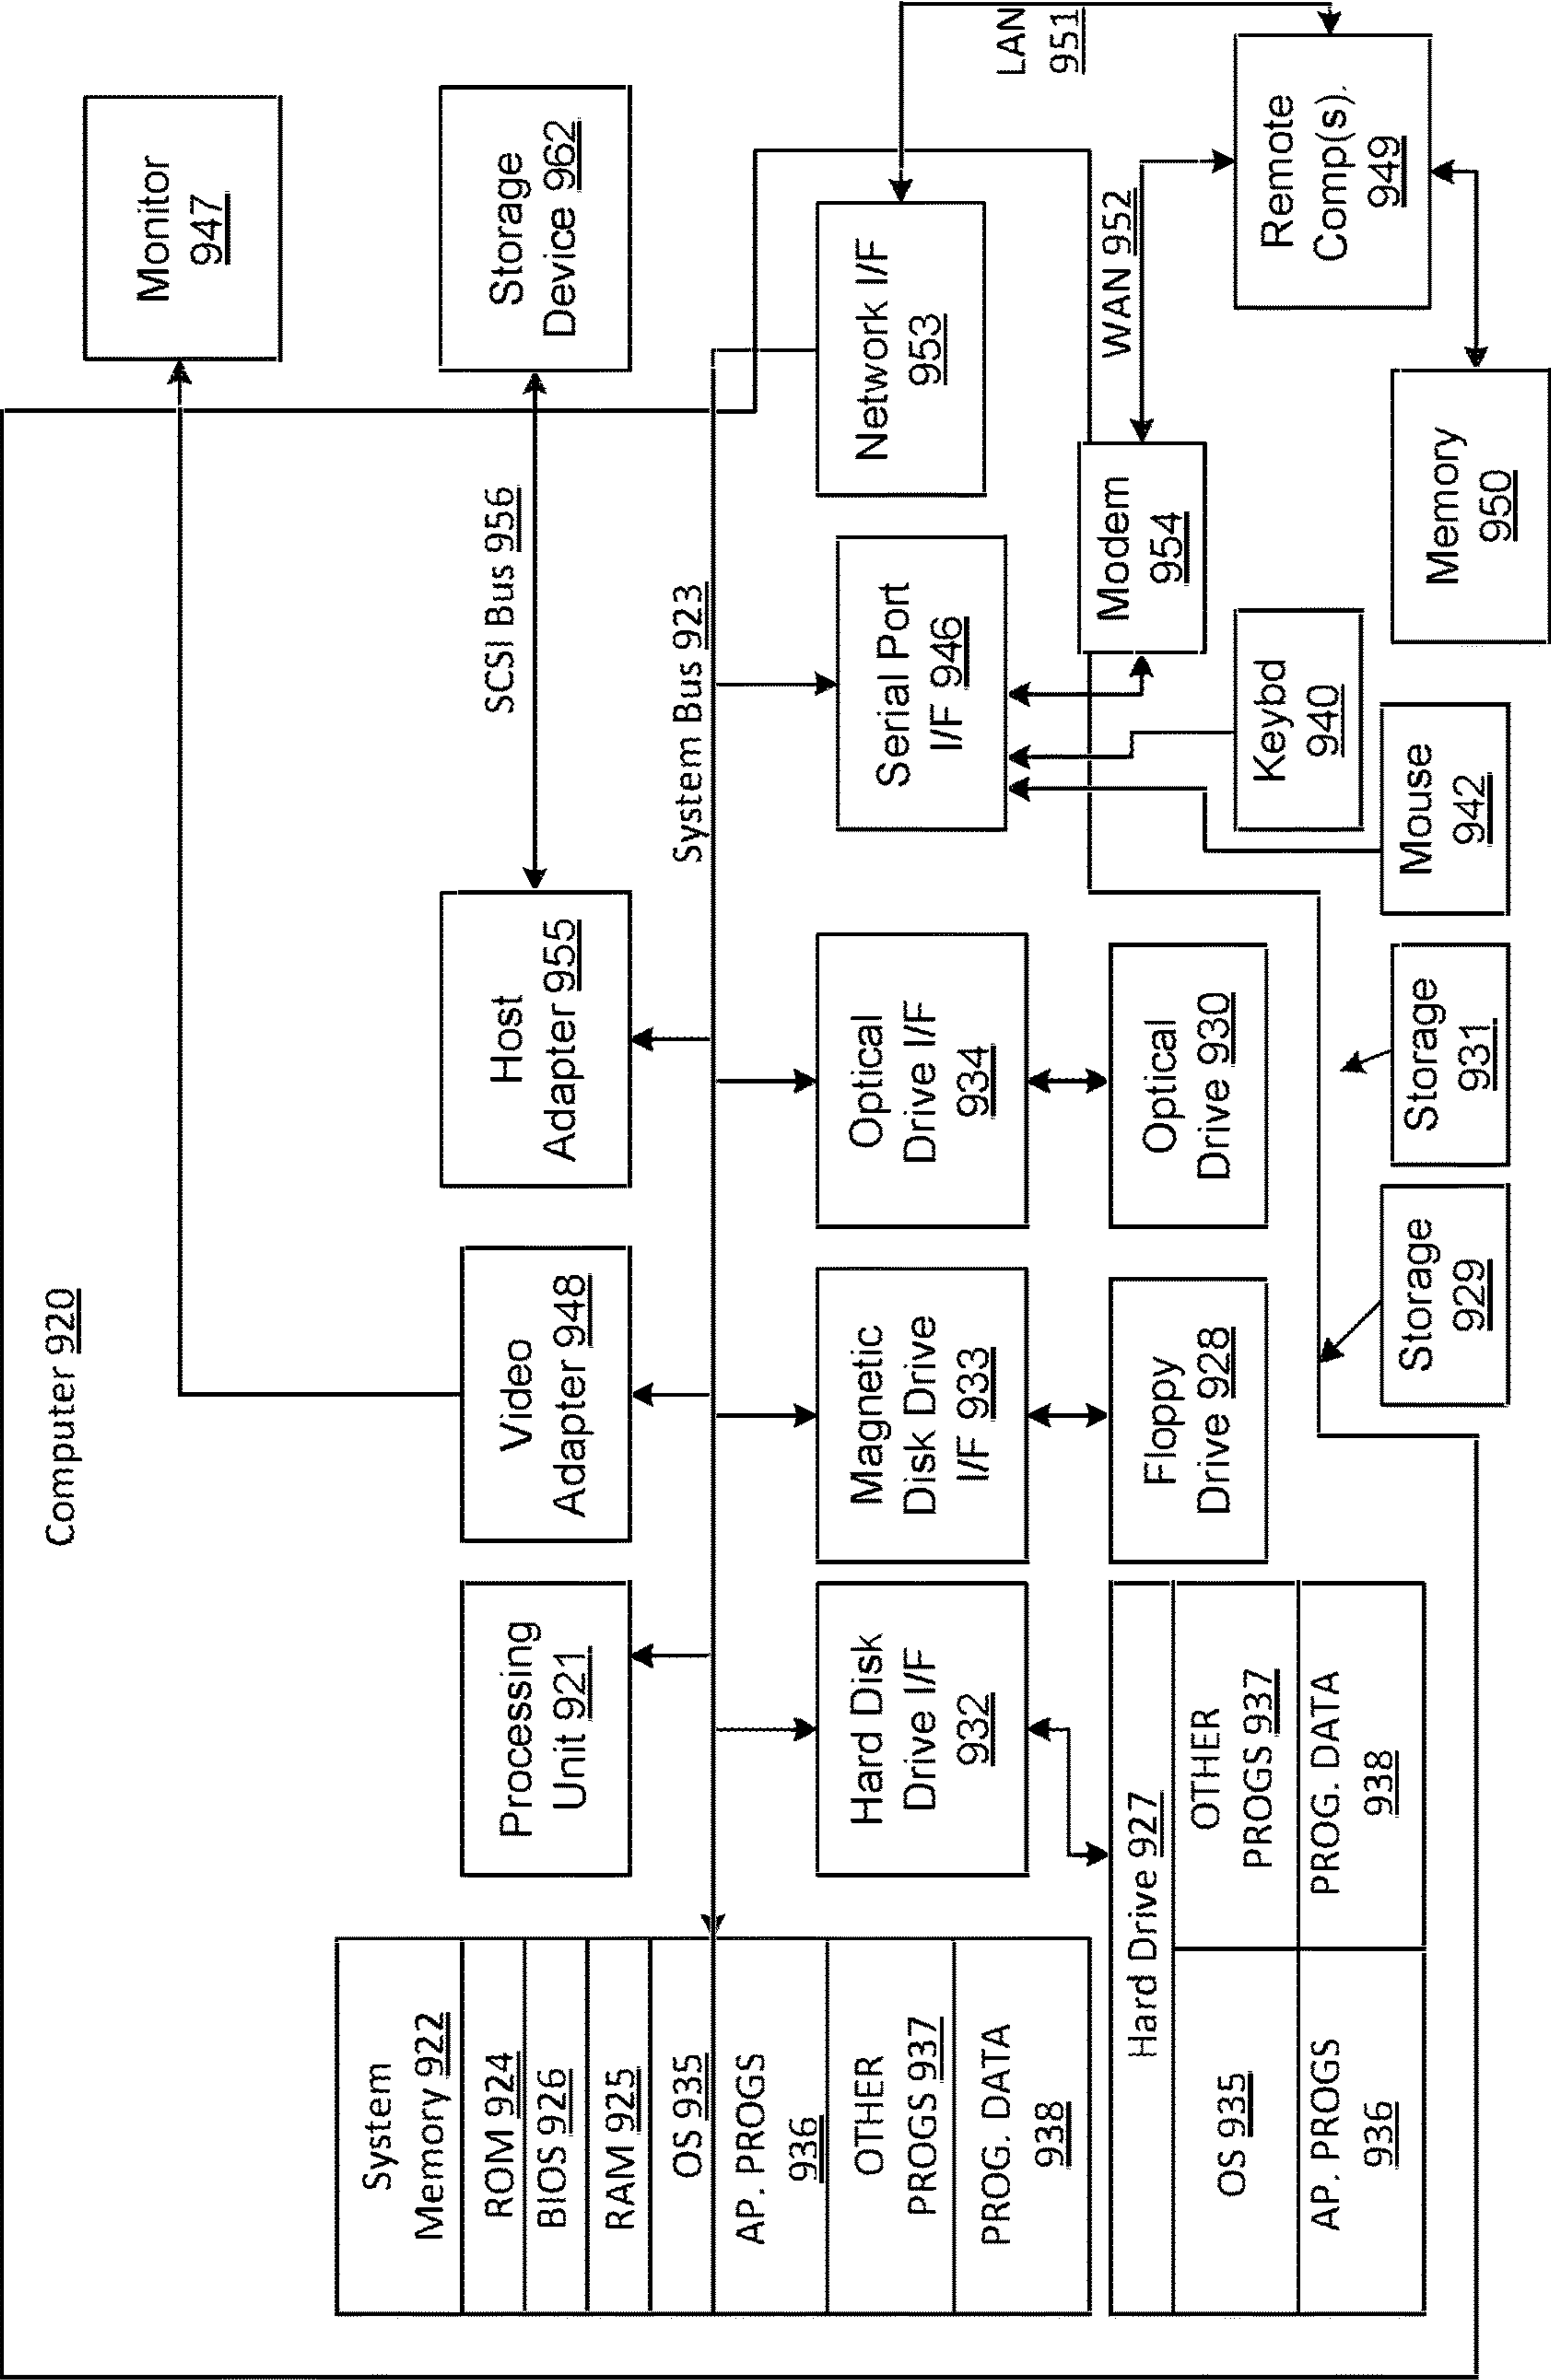 Computer 920
Monitor
947
System
Memory 922
ROM 924
BIOS 926
RAM 925
OS 935
AP. PROGS
936
OTHER
PROGS 937
PROG. DATA
938
Processing
Unit 921
Video
Adapter 948
Host
Adapter 955
SCSI Bus 956
Storage
Device 962
System Bus 923
Hard Disk
Drive I/F
932
Magnetic
Disk Drive
I/F 933
Optical
Drive I/F
934
Serial Port
I/F 946
Network I/F
953
LAN
951
Hard Drive 927
OS 935
OTHER
PROGS 937
AP. PROGS
936
PROG. DATA
938
Floppy
Drive 928
Optical
Drive 930
Modem
954
WAN 952
Keybd
940
Remote
Comp(s).
949
Storage
929
Storage
931
Mouse
942
Memory
950